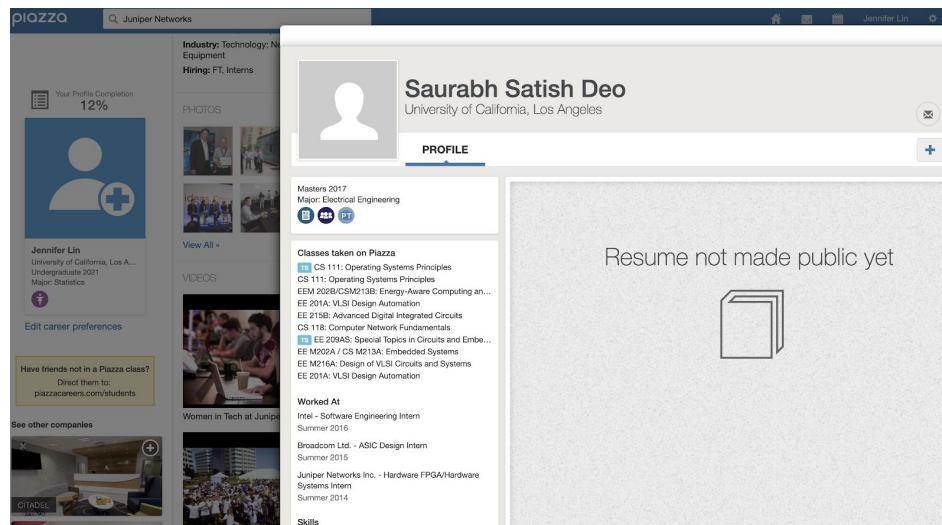 piazza
Juniper Networks
Jennifer Lin
Your Profile Completion
12%
Jennifer Lin
University of California, Los A...
Undergraduate 2021
Major: Statistics
Edit career preferences
Have friends not in a Piazza class?
Direct them to:
piazzacareers.com/students
See other companies
CITADEL
Industry: Technology; Ne
Equipment
Hiring: FT, Interns
PHOTOS
View All »
VIDEOS
Women in Tech at Junipe
Saurabh Satish Deo
University of California, Los Angeles
PROFILE
Masters 2017
Major: Electrical Engineering
PT
Classes taken on Piazza
TS CS 111: Operating Systems Principles
CS 111: Operating Systems Principles
EEM 202B/CSM213B: Energy-Aware Computing an...
EE 201A: VLSI Design Automation
EE 215B: Advanced Digital Integrated Circuits
CS 118: Computer Network Fundamentals
TS EE 209AS: Special Topics in Circuits and Embe...
EE M202A / CS M213A: Embedded Systems
EE M216A: Design of VLSI Circuits and Systems
EE 201A: VLSI Design Automation
Worked At
Intel - Software Engineering Intern
Summer 2016
Broadcom Ltd. - ASIC Design Intern
Summer 2015
Juniper Networks Inc. - Hardware FPGA/Hardware
Systems Intern
Summer 2014
Skills
Resume not made public yet